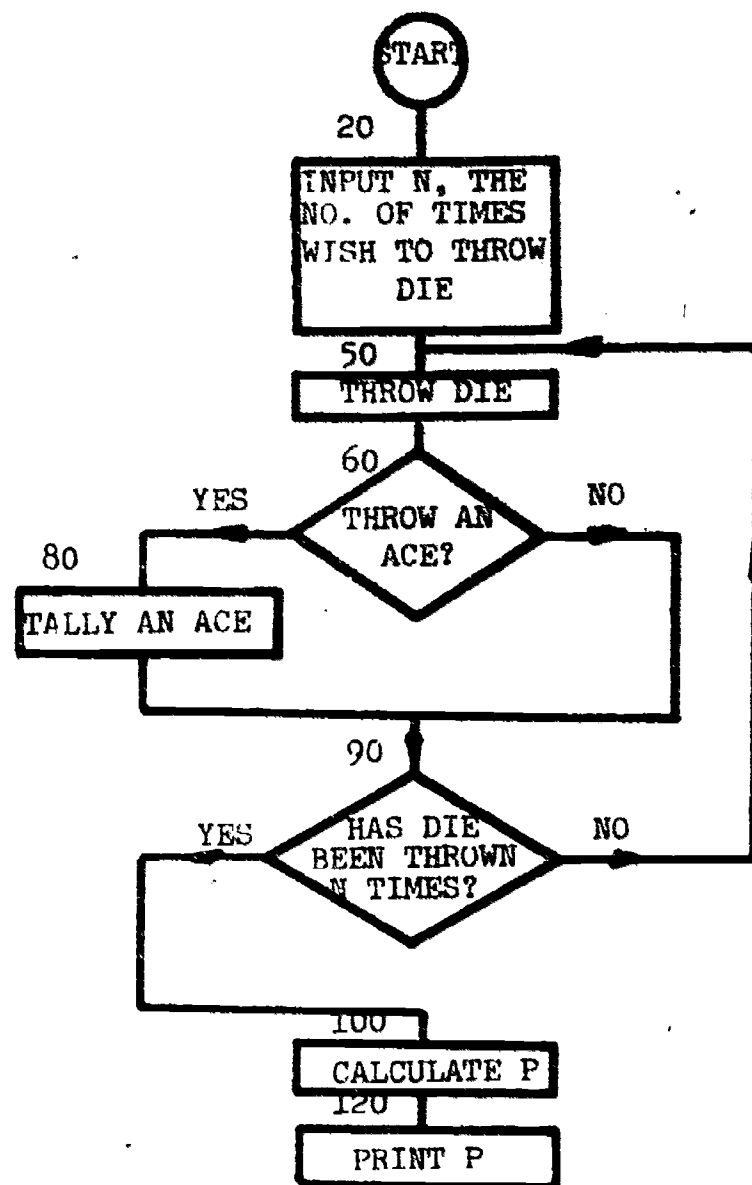 START
20
INPUT N, THE
NO. OF TIMES
WISH TO THROW
DIE
50
THROW DIE
60
YES
NO
THROW AN
ACE?
80
TALLY AN ACE
90
YES
NO
HAS DIE
BEEN THROWN
N TIMES?
100
CALCULATE P
120
PRINT P